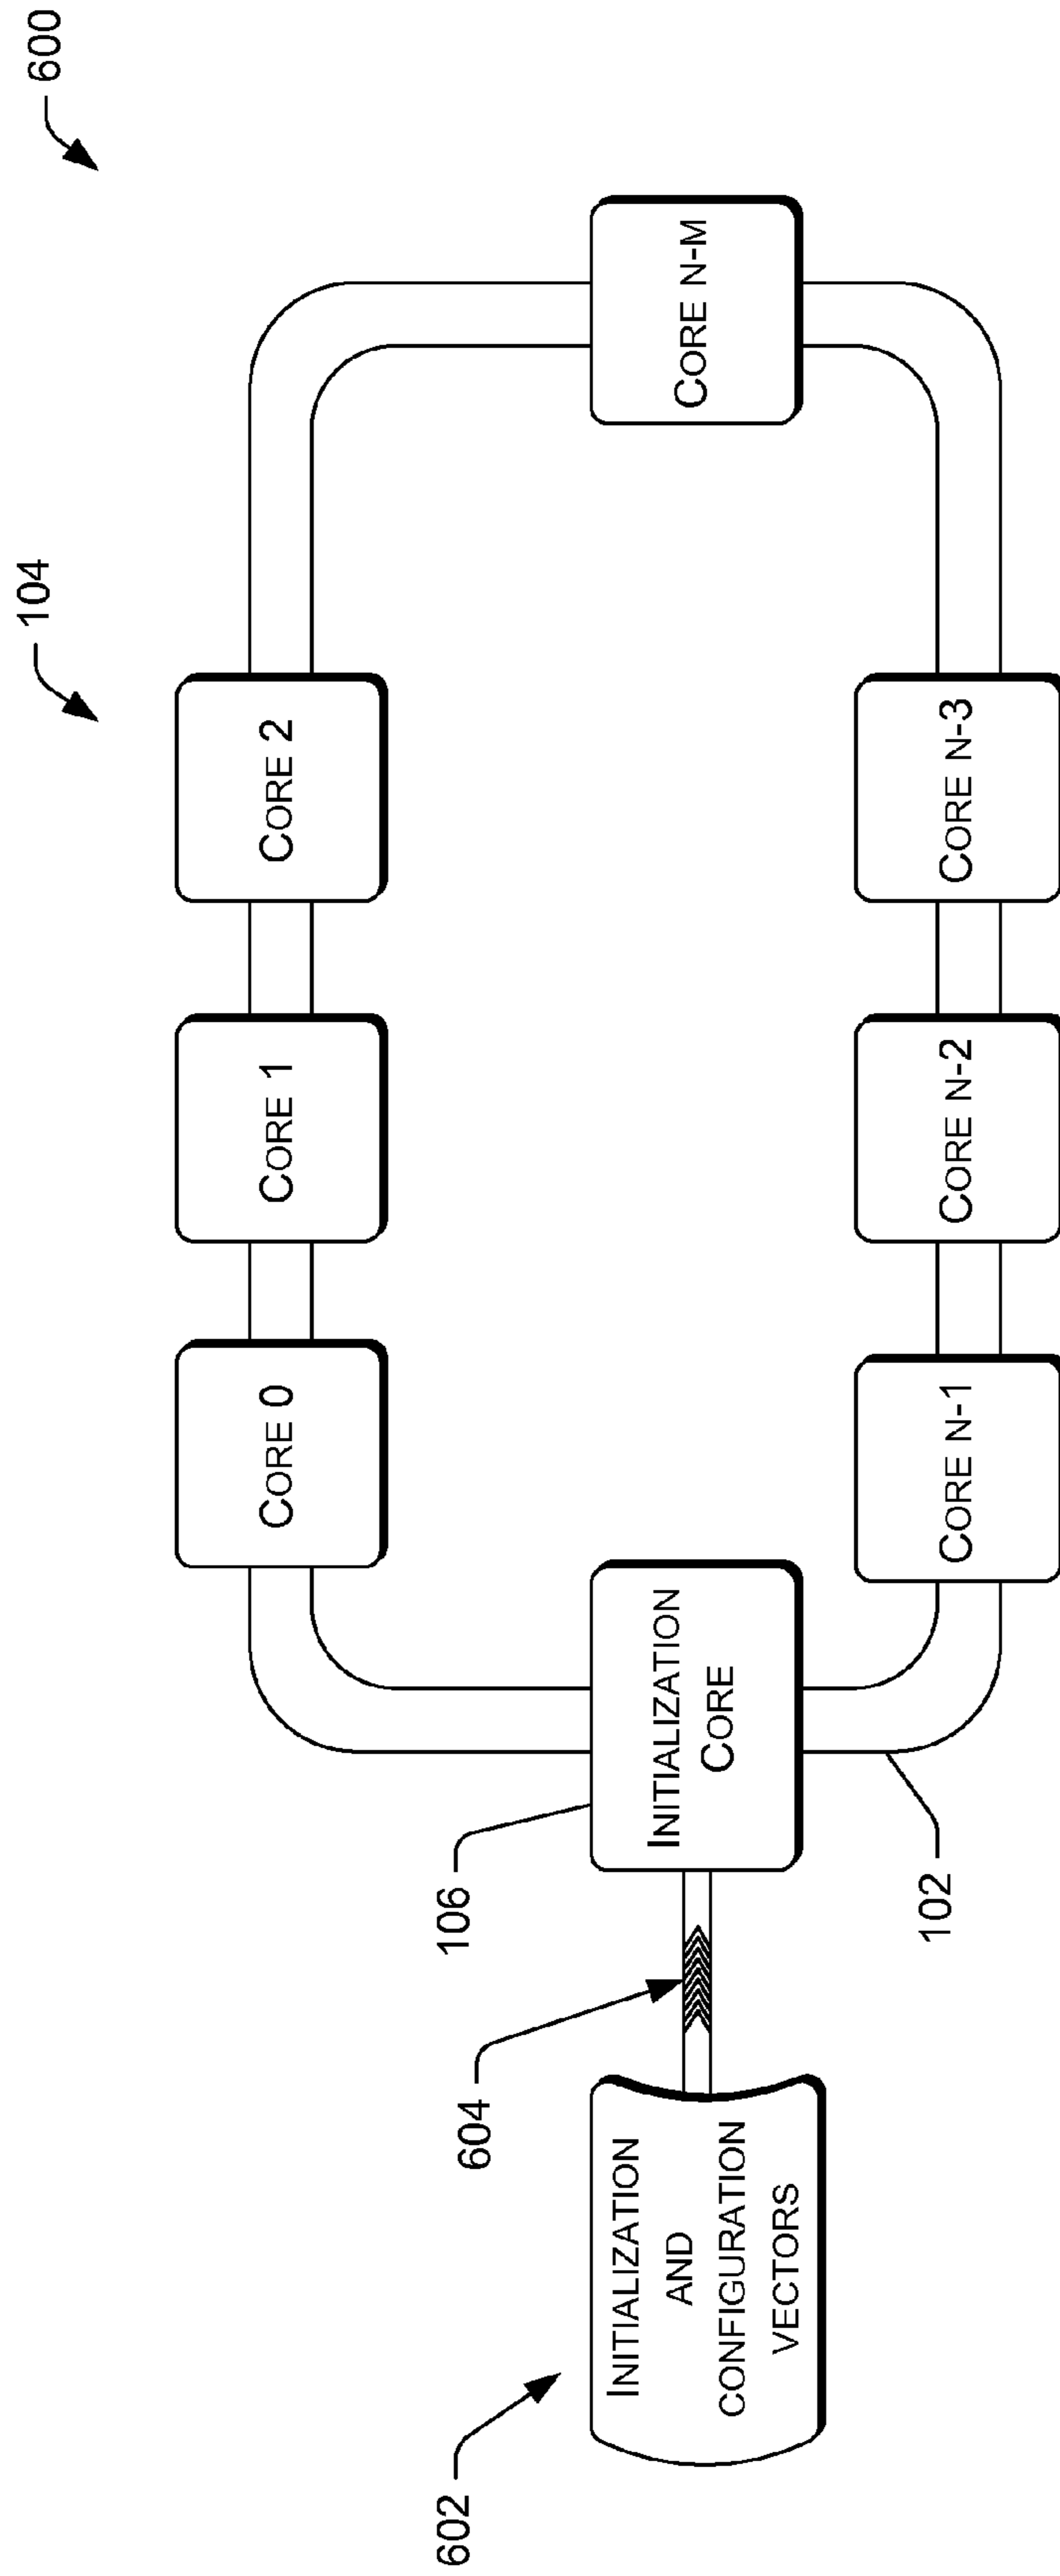 600
104
CORE 0
CORE 1
CORE 2
106
INITIALIZATION
CORE
CORE N-M
602
604
INITIALIZATION
AND
CONFIGURATION
VECTORS
102
CORE N-1
CORE N-2
CORE N-3